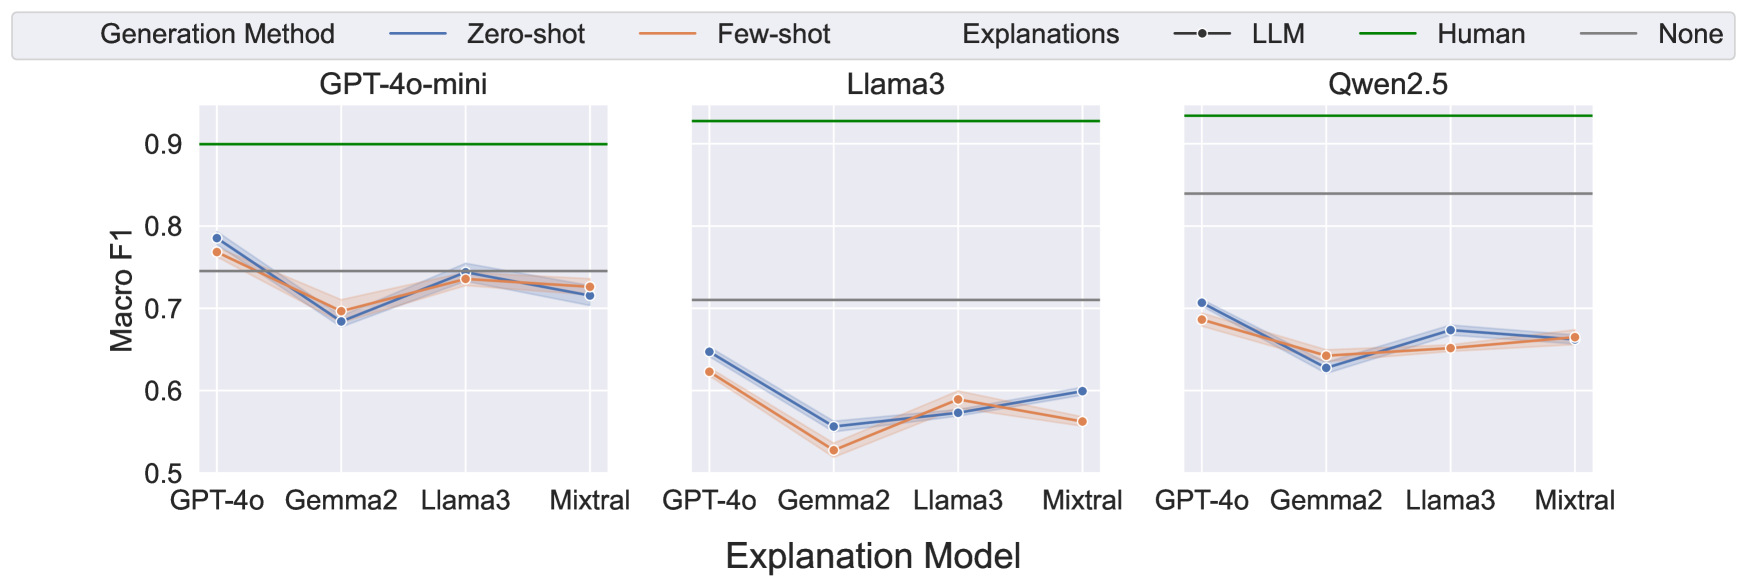 Generation Method Zero-shot Few-shot Explanations LLM Human None
GPT-4o-mini Llama3 Qwen2.5
Macro F1
0.9
0.8
0.7
0.6
0.5
GPT-4o Gemma2 Llama3 Mixtral GPT-4o Gemma2 Llama3 Mixtral GPT-4o Gemma2 Llama3 Mixtral
Explanation Model